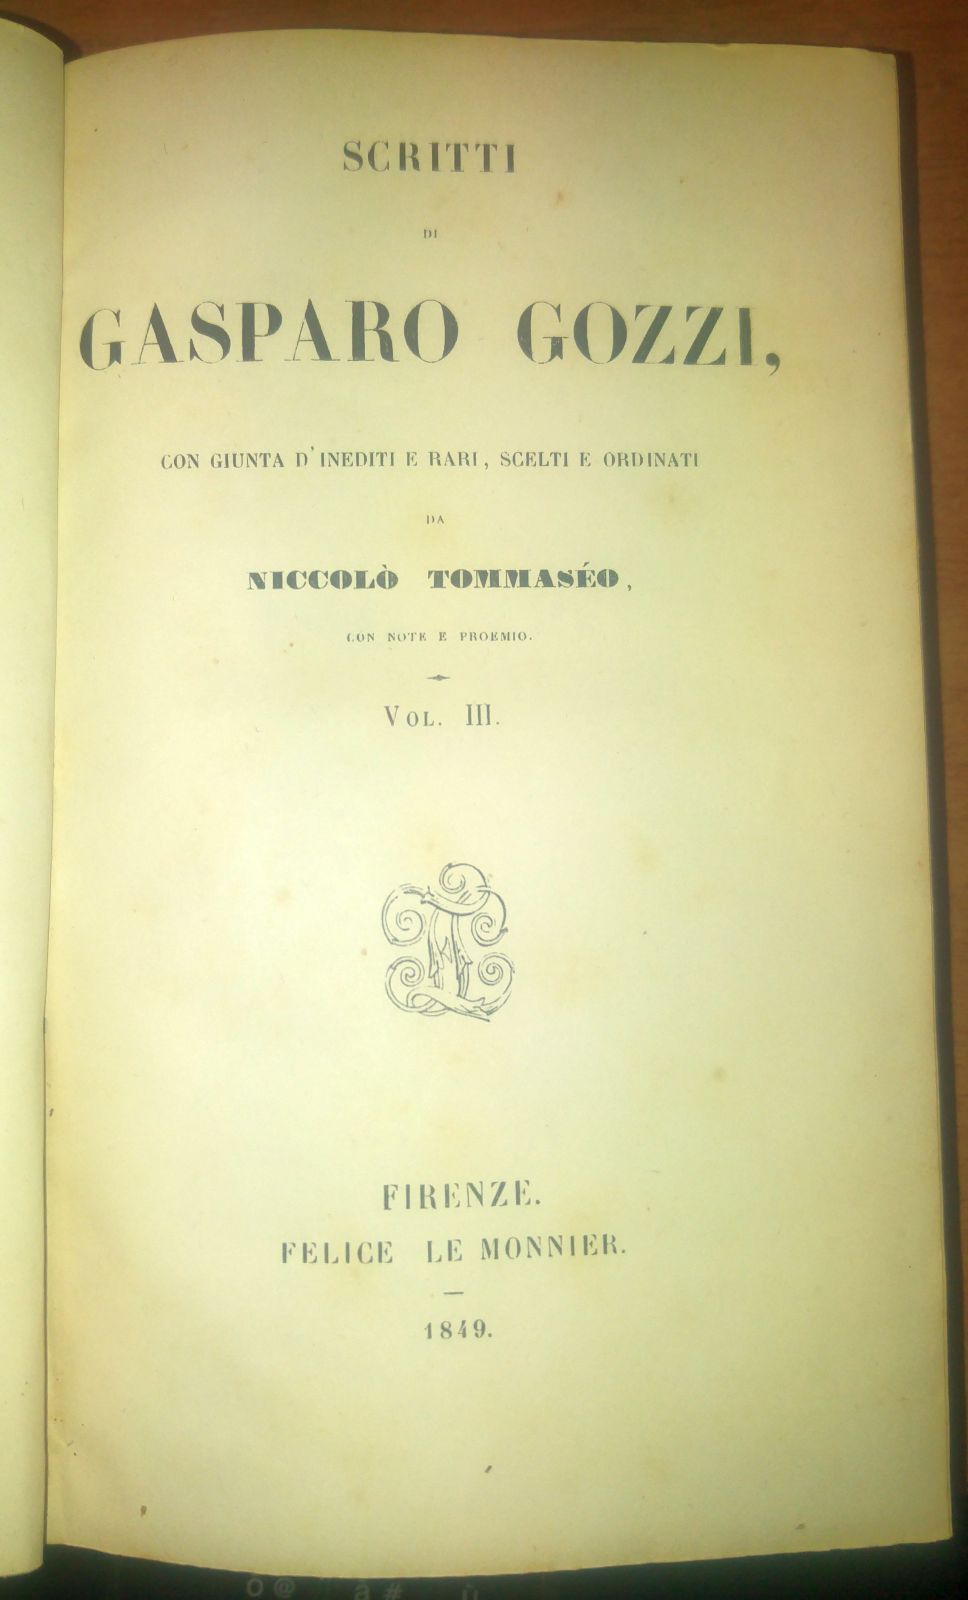 SCRITTI
DI
GASPARO GOZZI,
CON GIUNTA D'INEDITI E RARI, SCELTI E ORDINATI
DA
NICCOLÒ TOMMASÉO,
CON NOTE E PROEMIO.
VOL. III.
FIRENZE.
FELICE LE MONNIER.
1849.
ò@ à# ù